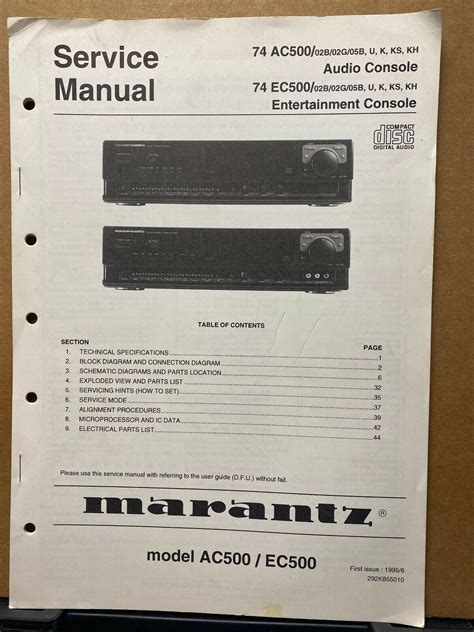 Service
Manual
74 AC500/02B/02G/05B, U, K, KS, KH
Audio Console
74 EC500/02B/02G/05B, U, K, KS, KH
Entertainment Console
COMPACT
disc
DIGITAL AUDIO
TABLE OF CONTENTS
SECTION PAGE
1. TECHNICAL SPECIFICATIONS 1
2. BLOCK DIAGRAM AND CONNECTION DIAGRAM 2
3. SCHEMATIC DIAGRAMS AND PARTS LOCATION 6
4. EXPLODED VIEW AND PARTS LIST 32
5. SERVICING HINTS (HOW TO SET) 35
6. SERVICE MODE 37
7. ALIGNMENT PROCEDURES 39
8. MICROPROCESSOR AND IC DATA 42
9. ELECTRICAL PARTS LIST 44
Please use this service manual with referring to the user guide (D.F.U.) without fail.
marantz ®
model AC500 / EC500
First issue : 1995/6
292K855010